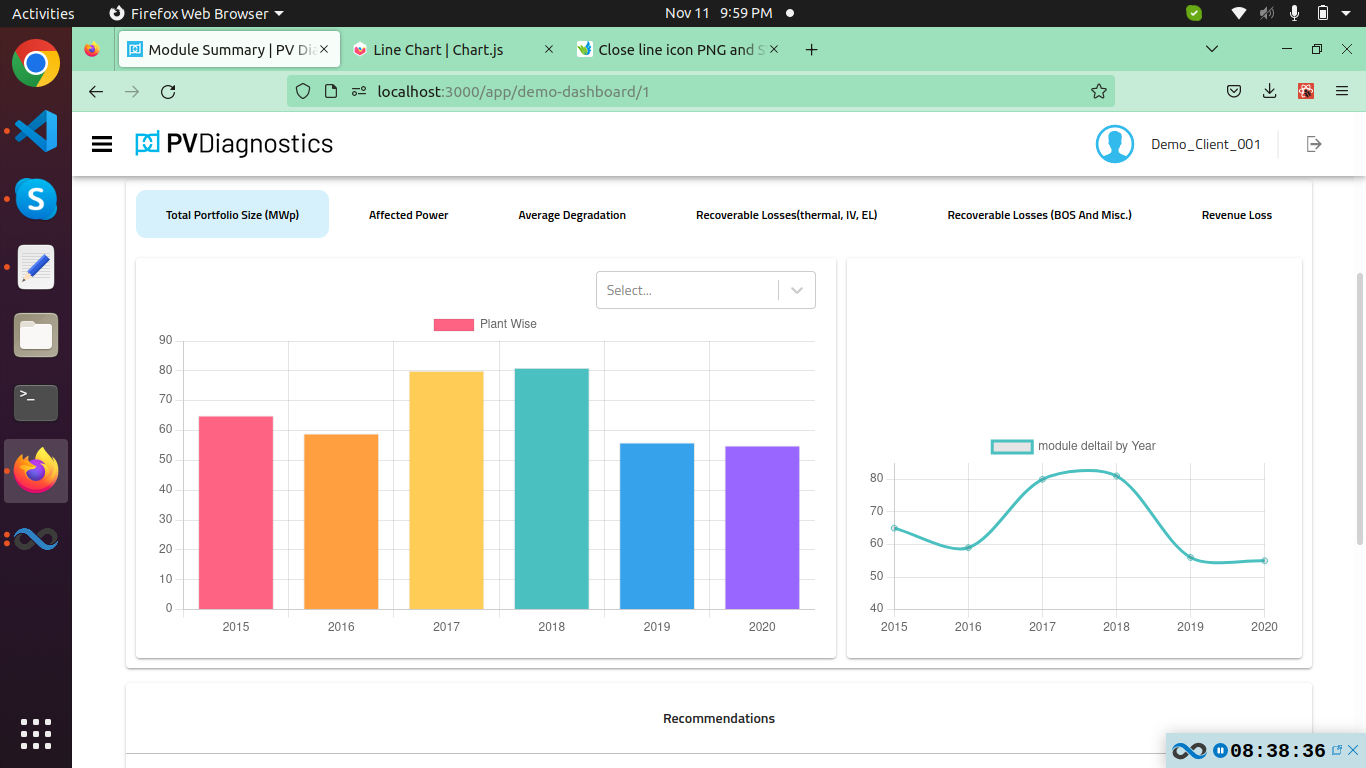 Activities
Firefox Web Browser
Nov 11 9:59 PM
Module Summary | PV Di
Line Chart | Chart.js
Close line icon PNG and S
localhost:3000/app/demo-dashboard/1
PVDiagnostics
Demo_Client_001
Total Portfolio Size (MWp)
Affected Power
Average Degradation
Recoverable Losses(thermal, IV, EL)
Recoverable Losses (BOS And Misc.)
Revenue Loss
Select...
Plant Wise
90
80
70
60
50
40
30
20
10
0
2015 2016 2017 2018 2019 2020
module deltail by Year
80
70
60
50
40
2015 2016 2017 2018 2019 2020
Recommendations
08:38:36